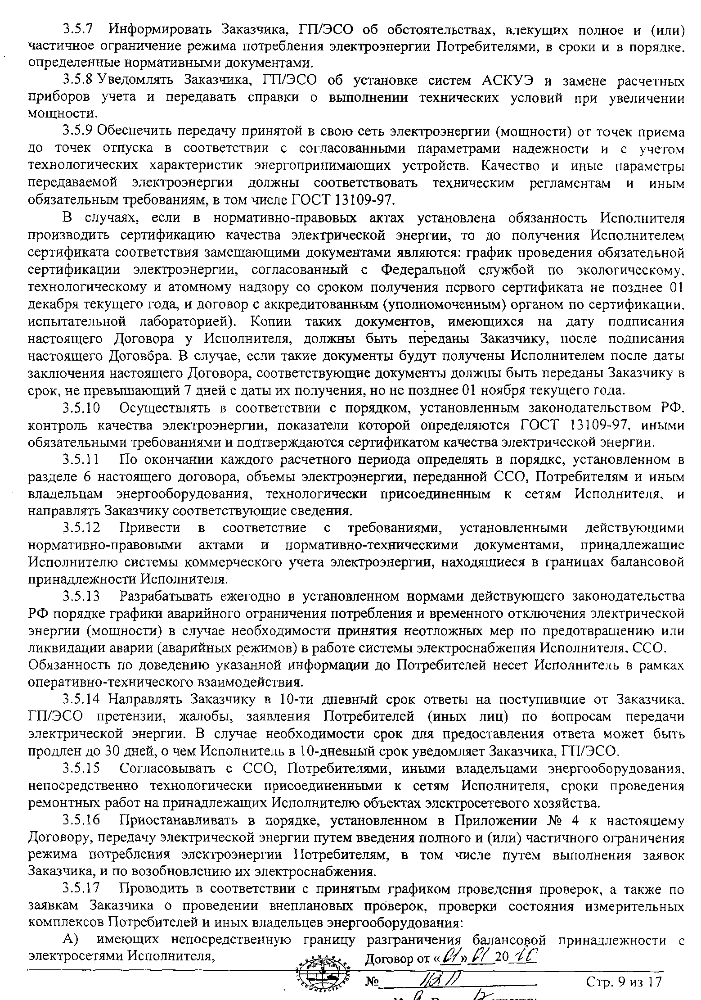 3.5.7 Информировать Заказчика, ГП/ЭСО об обстоятельствах, влекущих полное и (или)
частичное ограничение режима потребления электроэнергии Потребителями, в сроки и в порядке,
определенные нормативными документами.
3.5.8 Уведомлять Заказчика, ГП/ЭСО об установке систем АСКУЭ и замене расчетных
приборов учета и передавать справки о выполнении технических условий при увеличении
мощности.
3.5.9 Обеспечить передачу принятой в свою сеть электроэнергии (мощности) от точек приема
до точек отпуска в соответствии с согласованными параметрами надежности и с учетом
технологических характеристик энергопринимающих устройств. Качество и иные параметры
передаваемой электроэнергии должны соответствовать техническим регламентам и иным
обязательным требованиям, в том числе ГОСТ 13109-97.
В случаях, если в нормативно-правовых актах установлена обязанность Исполнителя
производить сертификацию качества электрической энергии, то до получения Исполнителем
сертификата соответствия замещающими документами являются: график проведения обязательной
сертификации электроэнергии, согласованный с Федеральной службой по экологическому,
технологическому и атомному надзору со сроком получения первого сертификата не позднее 01
декабря текущего года, и договор с аккредитованным (уполномоченным) органом по сертификации,
испытательной лабораторией). Копии таких документов, имеющихся на дату подписания
настоящего Договора у Исполнителя, должны быть переданы Заказчику, после подписания
настоящего Договора. В случае, если такие документы будут получены Исполнителем после даты
заключения настоящего Договора, соответствующие документы должны быть переданы Заказчику в
срок, не превышающий 7 дней с даты их получения, но не позднее 01 ноября текущего года.
3.5.10 Осуществлять в соответствии с порядком, установленным законодательством РФ,
контроль качества электроэнергии, показатели которой определяются ГОСТ 13109-97, иными
обязательными требованиями и подтверждаются сертификатом качества электрической энергии.
3.5.11 По окончании каждого расчетного периода определять в порядке, установленном в
разделе 6 настоящего договора, объемы электроэнергии, переданной ССО, Потребителям и иным
владельцам энергооборудования, технологически присоединенным к сетям Исполнителя, и
направлять Заказчику соответствующие сведения.
3.5.12 Привести в соответствие с требованиями, установленными действующими
нормативно-правовыми актами и нормативно-техническими документами, принадлежащие
Исполнителю системы коммерческого учета электроэнергии, находящиеся в границах балансовой
принадлежности Исполнителя.
3.5.13 Разрабатывать ежегодно в установленном нормами действующего законодательства
РФ порядке графики аварийного ограничения потребления и временного отключения электрической
энергии (мощности) в случае необходимости принятия неотложных мер по предотвращению или
ликвидации аварии (аварийных режимов) в работе системы электроснабжения Исполнителя, ССО.
Обязанность по доведению указанной информации до Потребителей несет Исполнитель в рамках
оперативно-технического взаимодействия.
3.5.14 Направлять Заказчику в 10-ти дневный срок ответы на поступившие от Заказчика,
ГП/ЭСО претензии, жалобы, заявления Потребителей (иных лиц) по вопросам передачи
электрической энергии. В случае необходимости срок для предоставления ответа может быть
продлен до 30 дней, о чем Исполнитель в 10-дневный срок уведомляет Заказчика, ГП/ЭСО.
3.5.15 Согласовывать с ССО, Потребителями, иными владельцами энергооборудования,
непосредственно технологически присоединенными к сетям Исполнителя, сроки проведения
ремонтных работ на принадлежащих Исполнителю объектах электросетевого хозяйства.
3.5.16 Приостанавливать в порядке, установленном в Приложении № 4 к настоящему
Договору, передачу электрической энергии путем введения полного и (или) частичного ограничения
режима потребления электроэнергии Потребителям, в том числе путем выполнения заявок
Заказчика, и по возобновлению их электроснабжения.
3.5.17 Проводить в соответствии с принятым графиком проведения проверок, а также по
заявкам Заказчика о проведении внеплановых проверок, проверки состояния измерительных
комплексов Потребителей и иных владельцев энергооборудования:
А) имеющих непосредственную границу разграничения балансовой принадлежности с
электросетями Исполнителя,
Договор от «01» 01 2010
№
Стр. 9 из 17